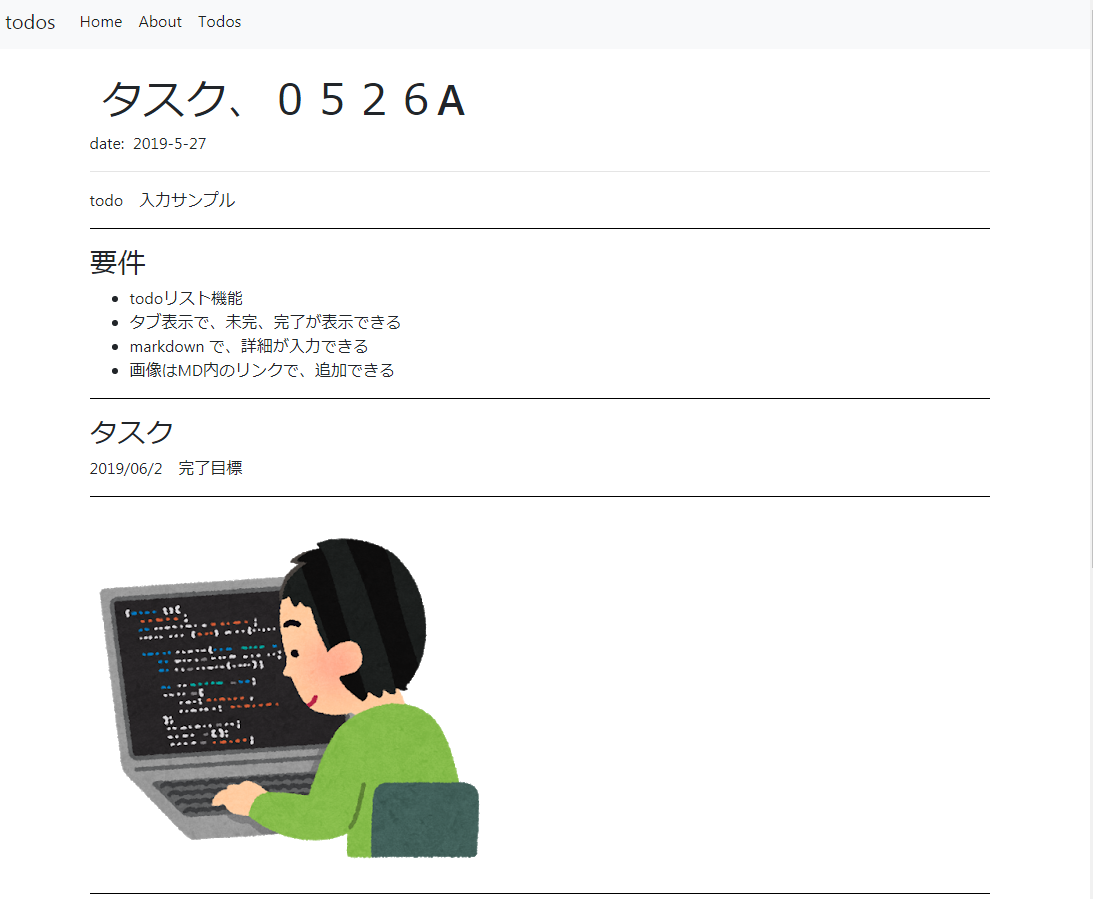 todos Home About Todos
タスク、０５２６A
date: 2019-5-27
todo　入力サンプル
要件
todoリスト機能
タブ表示で、未完、完了が表示できる
markdown で、詳細が入力できる
画像はMD内のリンクで、追加できる
タスク
2019/06/2　完了目標